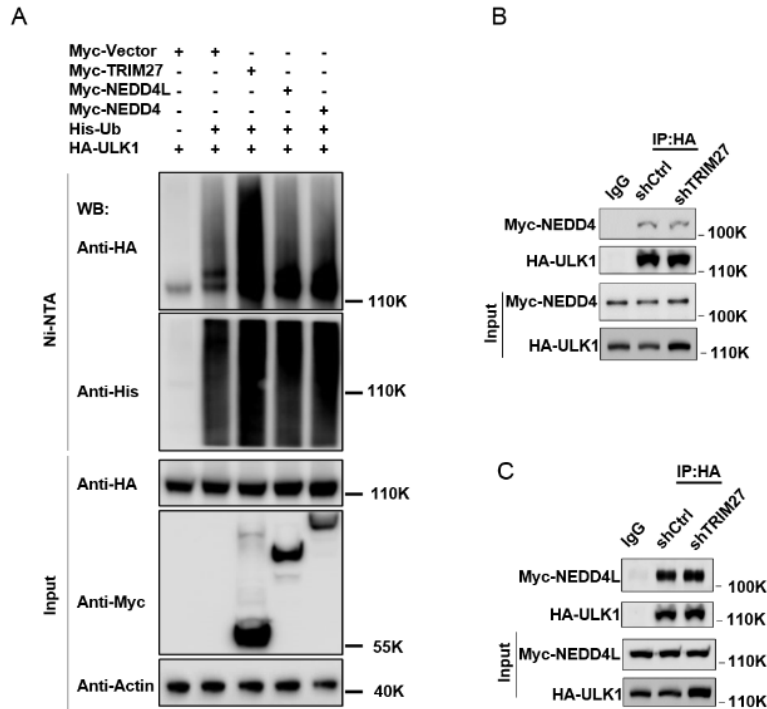 A
Myc-Vector + + - - -
Myc-TRIM27 - - + - -
Myc-NEDD4L - - - + -
Myc-NEDD4 - - - - +
His-Ub - + + + +
HA-ULK1 + + + + +
Ni-NTA
WB:
Anti-HA
110K
Anti-His
110K
Input
Anti-HA
110K
Anti-Myc
55K
Anti-Actin
40K
B
IP:HA
IgG shCtrl shTRIM27
Myc-NEDD4 - 100K
HA-ULK1 - 110K
Input
Myc-NEDD4 - 100K
HA-ULK1 - 110K
C
IP:HA
IgG shCtrl shTRIM27
Myc-NEDD4L - 100K
HA-ULK1 - 110K
Input
Myc-NEDD4L - 110K
HA-ULK1 - 110K